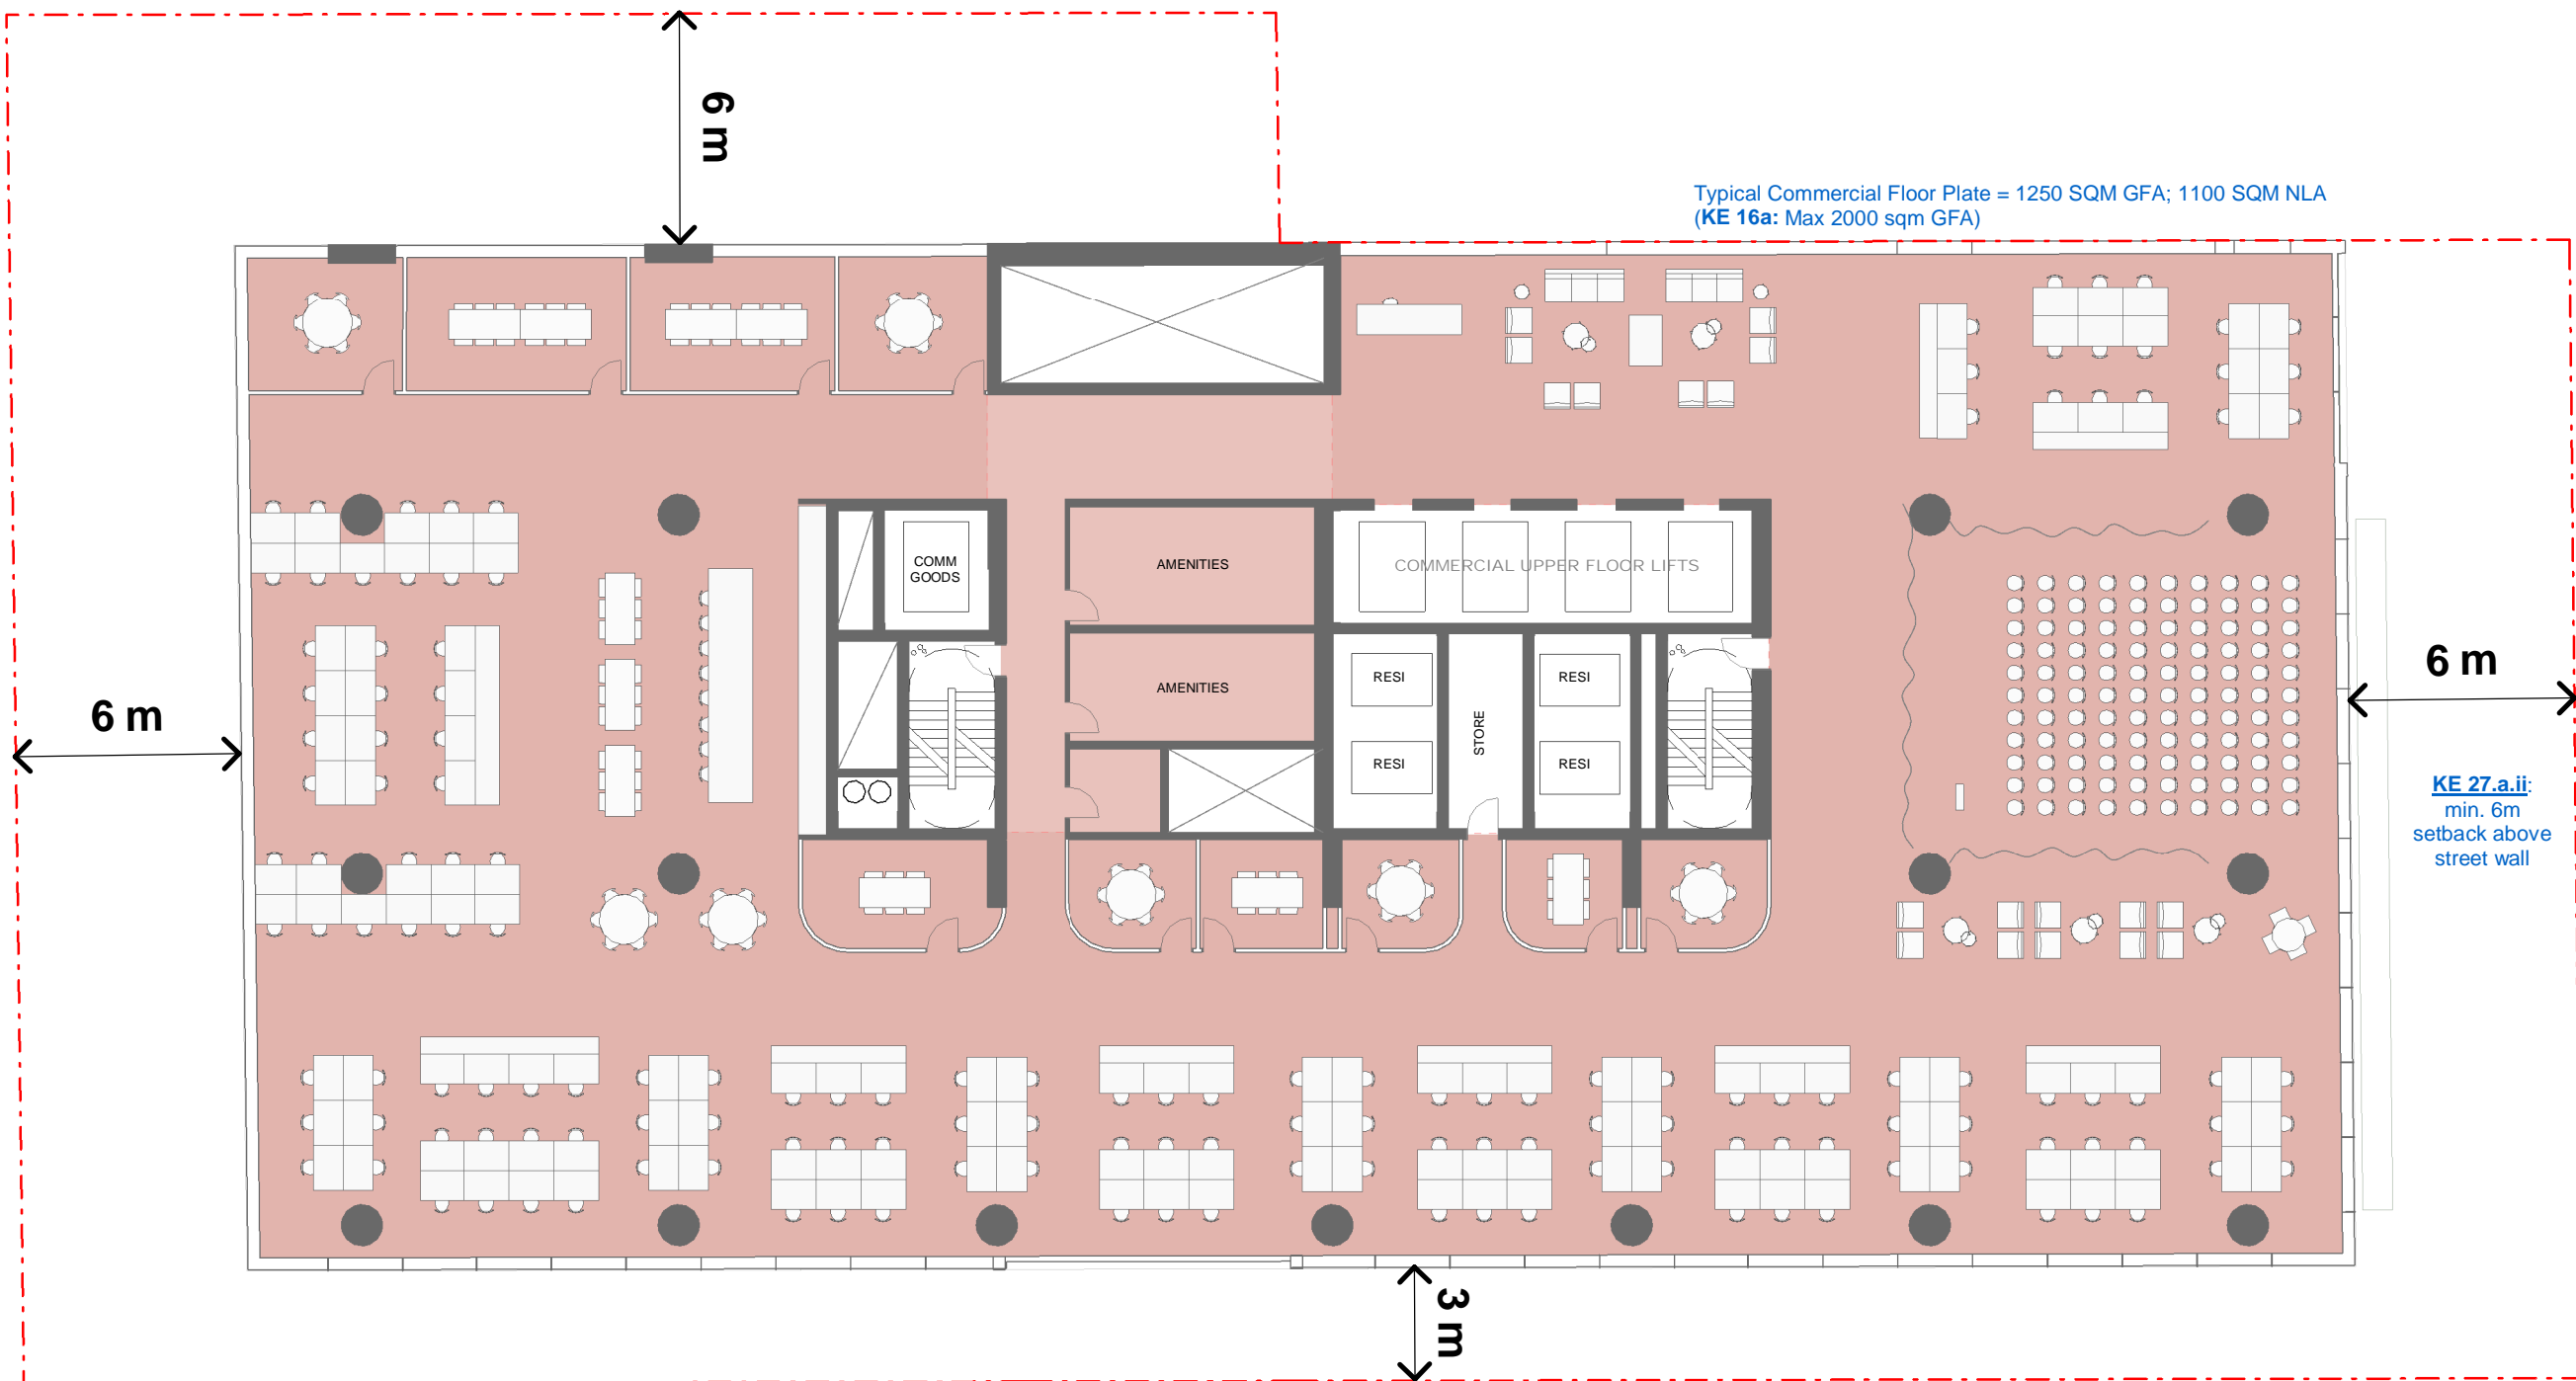 6 m
Typical Commercial Floor Plate = 1250 SQM GFA; 1100 SQM NLA
(KE 16a: Max 2000 sqm GFA)
COMM
GOODS
AMENITIES
COMMERCIAL UPPER FLOOR LIFTS
AMENITIES
RESI
RESI
STORE
RESI
RESI
6 m
6 m
KE 27.a.ii:
min. 6m
setback above
street wall
3 m